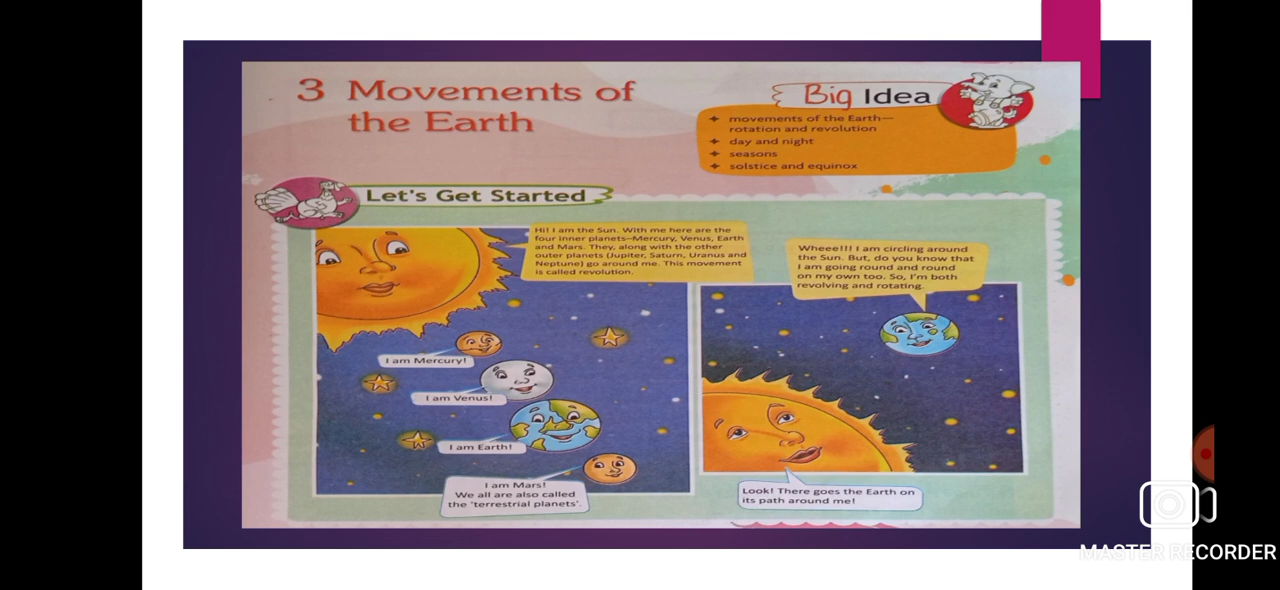 3 Movements of
the Earth
Big Idea
✦ movements of the Earth—
rotation and revolution
✦ day and night
✦ seasons
✦ solstice and equinox
Let's Get Started
Hi! I am the Sun. With me here are the
four inner planets—Mercury, Venus, Earth
and Mars. They, along with the other
outer planets (Jupiter, Saturn, Uranus and
Neptune) go around me. This movement
is called revolution.
I am Mercury!
I am Venus!
I am Earth!
I am Mars!
We all are also called
the 'terrestrial planets'.
Wheee!!! I am circling around
the Sun. But, do you know that
I am going round and round
on my own too. So, I'm both
revolving and rotating.
Look! There goes the Earth on
its path around me!
MASTER RECORDER